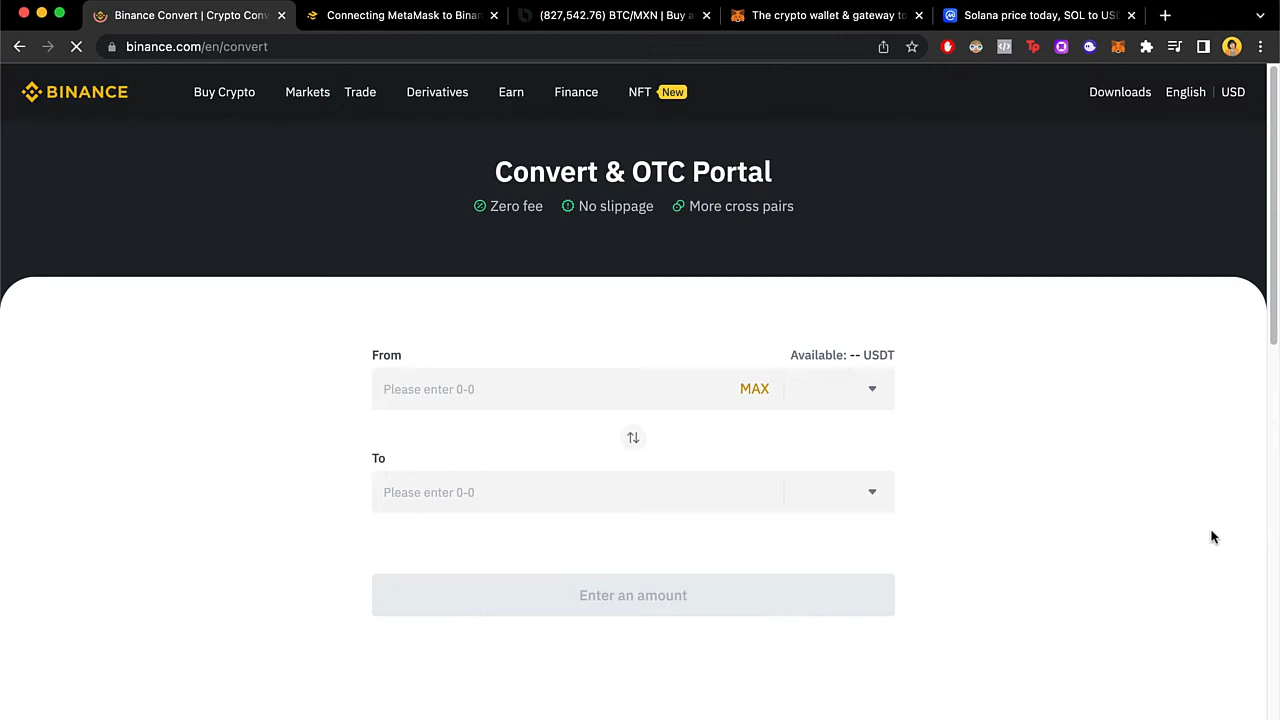 Binance Convert | Crypto Conv
Connecting MetaMask to Binan
(827,542.76) BTC/MXN | Buy a
The crypto wallet & gateway to
Solana price today, SOL to USD
binance.com/en/convert
BINANCE
Buy Crypto
Markets
Trade
Derivatives
Earn
Finance
NFT
New
Downloads
English
USD
Convert & OTC Portal
Zero fee
No slippage
More cross pairs
From
Available: -- USDT
Please enter 0-0
MAX
To
Please enter 0-0
Enter an amount